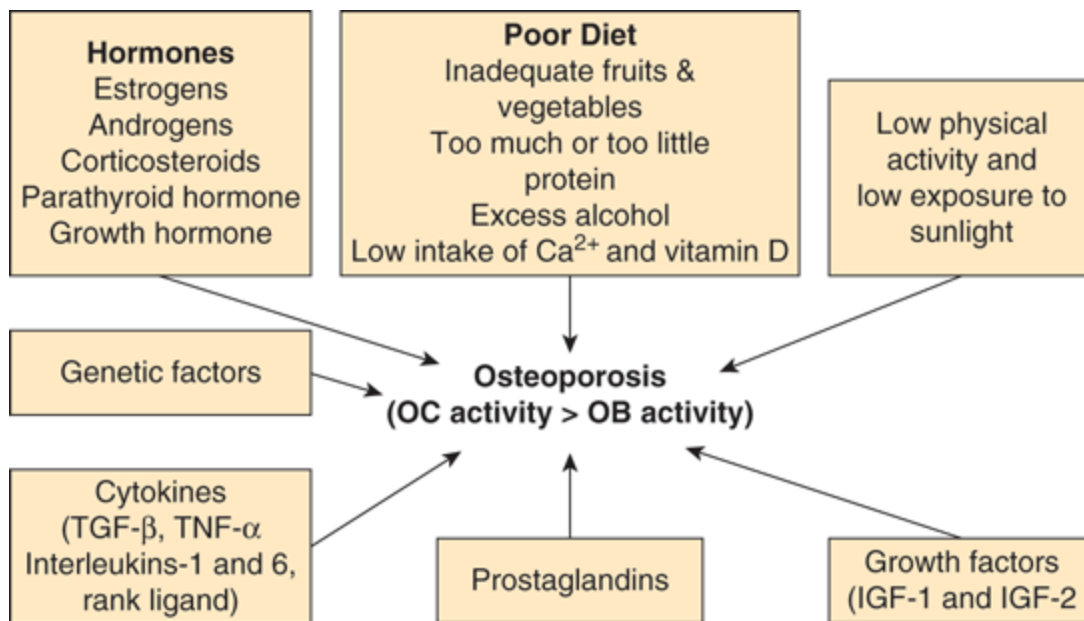 Hormones
Estrogens
Androgens
Corticosteroids
Parathyroid hormone
Growth hormone
Poor Diet
Inadequate fruits &
vegetables
Too much or too little
protein
Excess alcohol
Low intake of Ca²⁺ and vitamin D
Low physical
activity and
low exposure to
sunlight
Genetic factors
Osteoporosis
(OC activity > OB activity)
Cytokines
(TGF-β, TNF-α
Interleukins-1 and 6,
rank ligand)
Prostaglandins
Growth factors
(IGF-1 and IGF-2